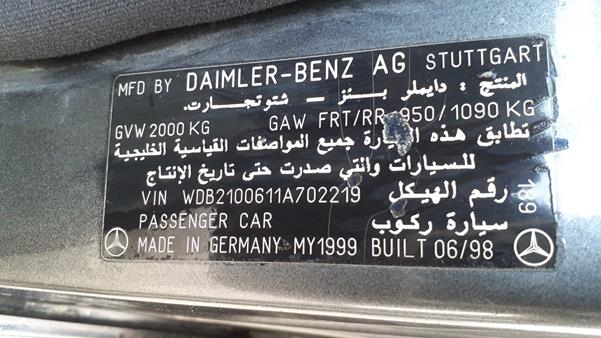 MFD BY DAIMLER-BENZ AG STUTTGART
المنتج : دايملر بنز - شتوتجارت.
GVW 2000 KG GAW FRT/RR 950/1090 KG
تطابق هذه السيارة جميع المواصفات القياسية الخليجية
للسيارات وانتي صدرت حتى تاريخ الإنتاج
VIN WDB2100611A702219 رقم الهيكل
PASSENGER CAR سيارة ركوب
MADE IN GERMANY MY1999 BUILT 06/98
189